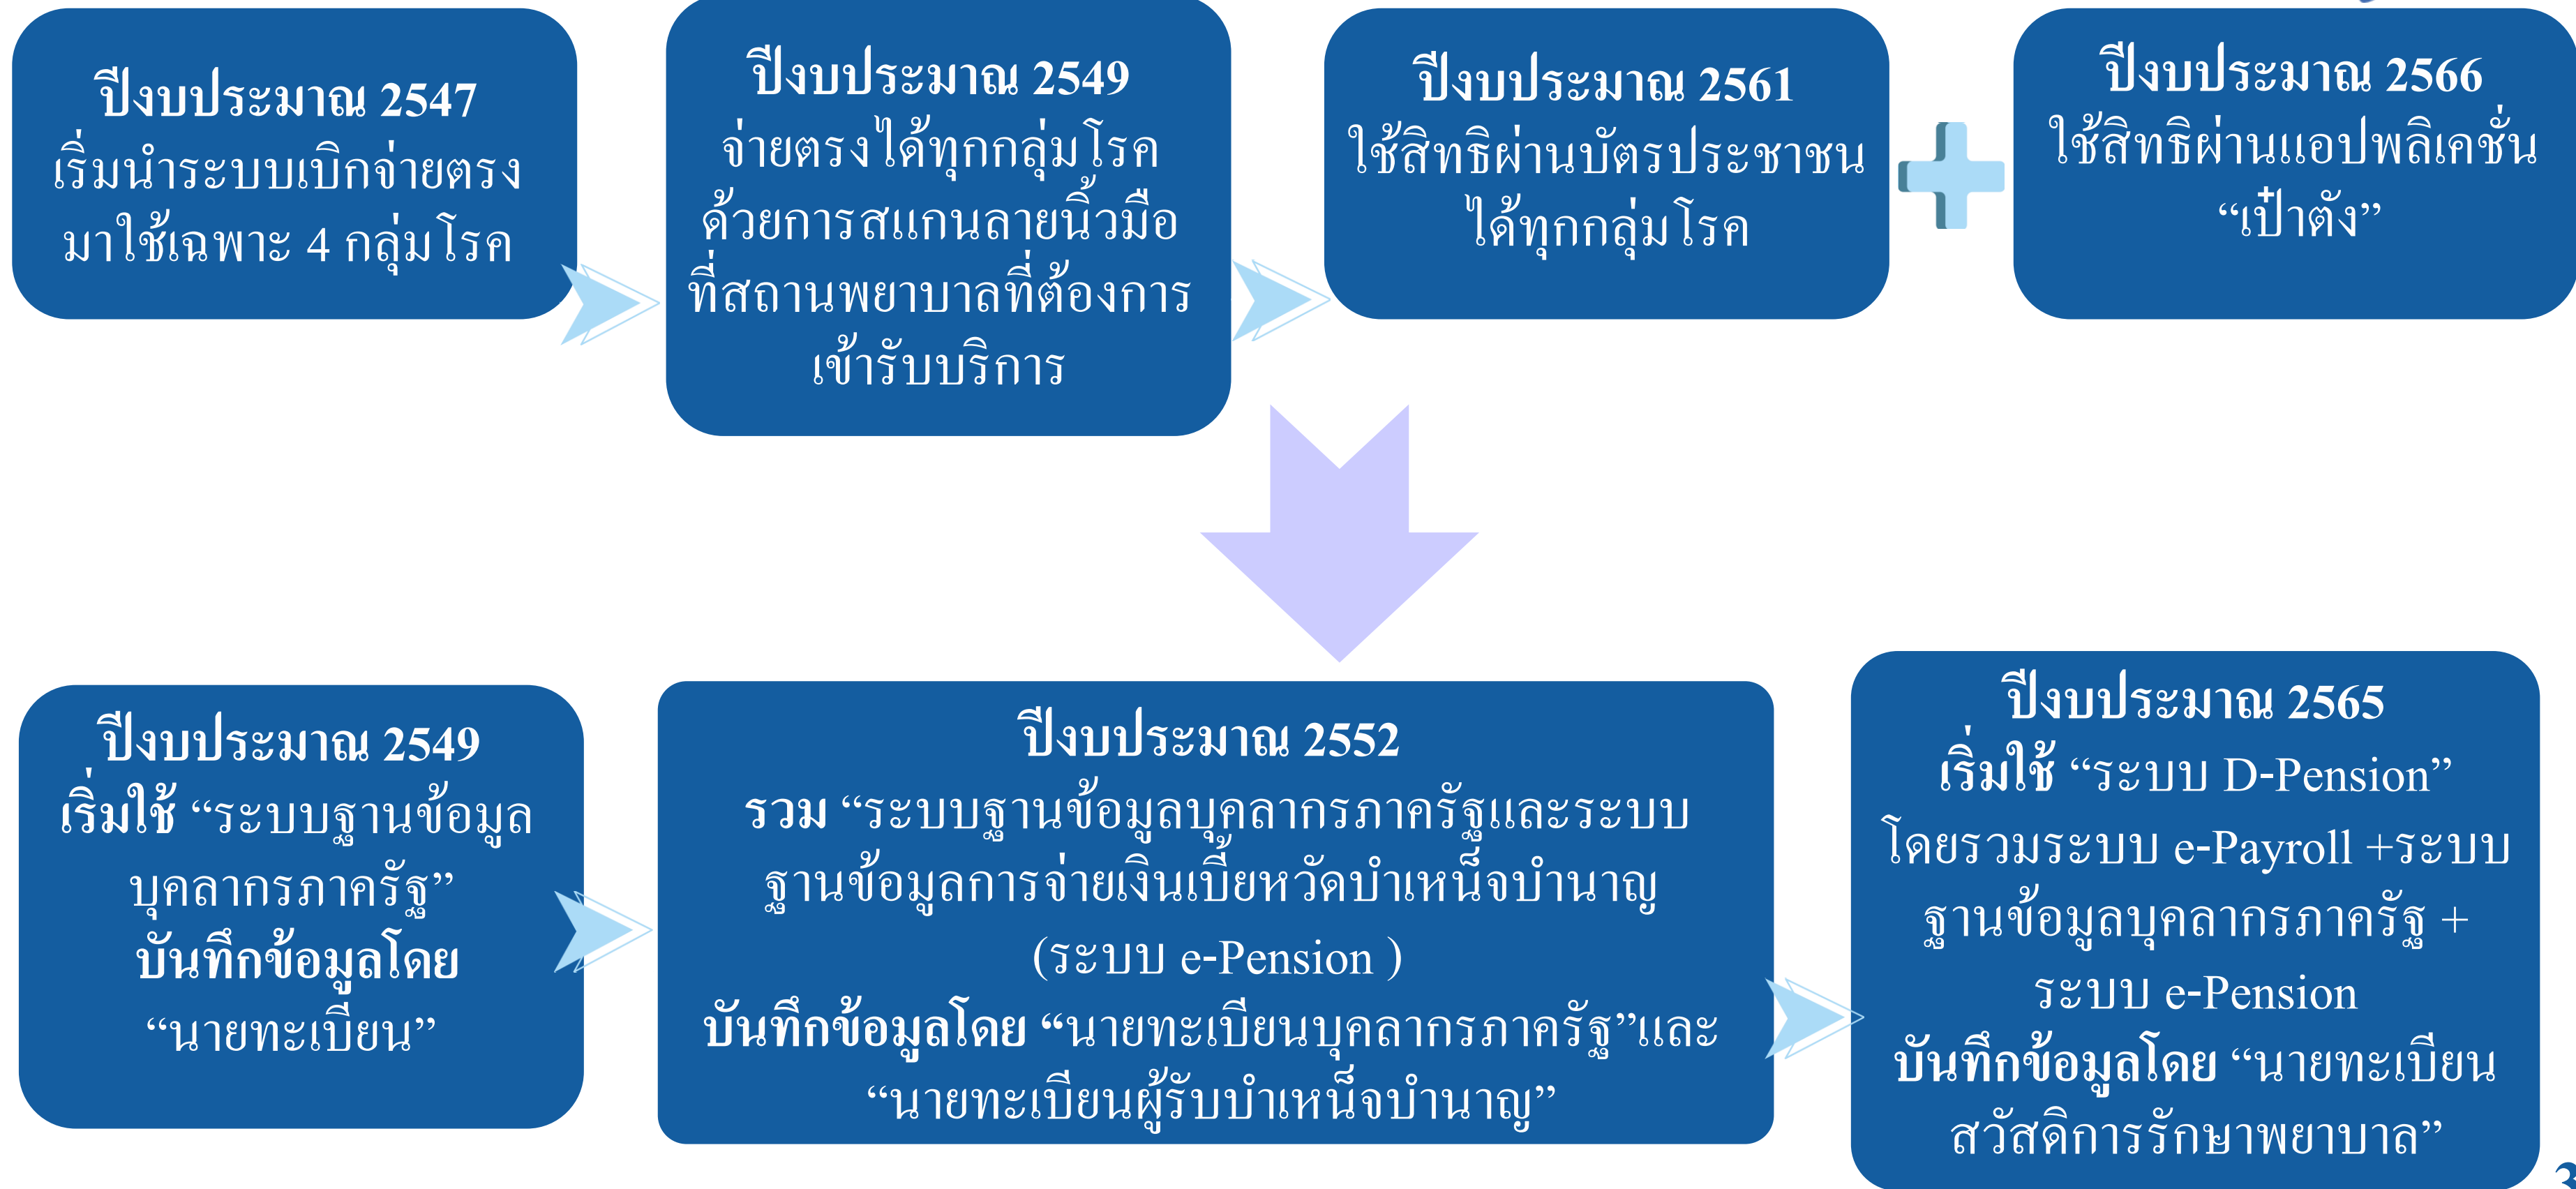 ปีงบประมาณ 2547
เริ่มนำระบบเบิกจ่ายตรง
มาใช้เฉพาะ 4 กลุ่มโรค
ปีงบประมาณ 2549
จ่ายตรงได้ทุกกลุ่มโรค
ด้วยการสแกนลายนิ้วมือ
ที่สถานพยาบาลที่ต้องการ
เข้ารับบริการ
ปีงบประมาณ 2561
ใช้สิทธิผ่านบัตรประชาชน
ได้ทุกกลุ่มโรค
ปีงบประมาณ 2566
ใช้สิทธิผ่านแอปพลิเคชั่น
“เป๋าตัง”
ปีงบประมาณ 2549
เริ่มใช้ “ระบบฐานข้อมูล
บุคลากรภาครัฐ”
บันทึกข้อมูลโดย
“นายทะเบียน”
ปีงบประมาณ 2552
รวม “ระบบฐานข้อมูลบุคลากรภาครัฐและระบบ
ฐานข้อมูลการจ่ายเงินเบี้ยหวัดบำเหน็จบำนาญ
(ระบบ e-Pension )
บันทึกข้อมูลโดย “นายทะเบียนบุคลากรภาครัฐ”และ
“นายทะเบียนผู้รับบำเหน็จบำนาญ”
ปีงบประมาณ 2565
เริ่มใช้ “ระบบ D-Pension”
โดยรวมระบบ e-Payroll +ระบบ
ฐานข้อมูลบุคลากรภาครัฐ +
ระบบ e-Pension
บันทึกข้อมูลโดย “นายทะเบียน
สวัสดิการรักษาพยาบาล”